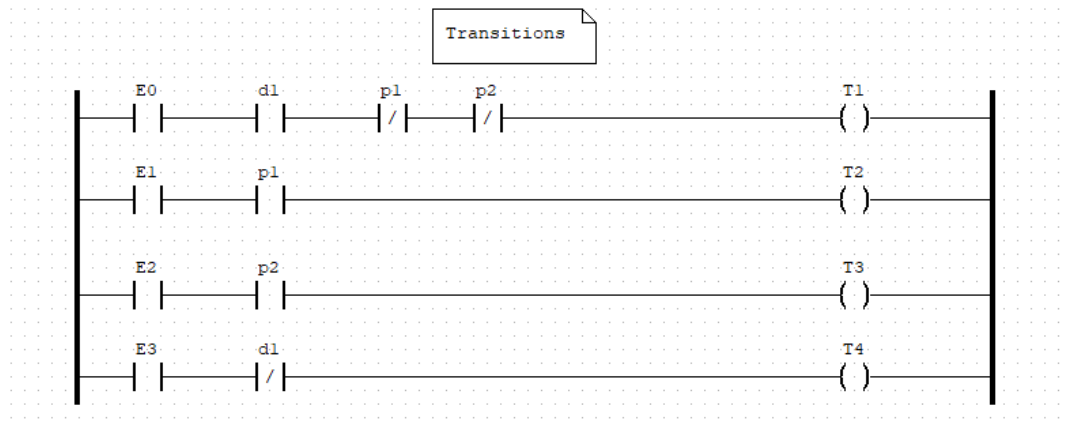 Transitions
E0 d1 p1 p2 T1
/ /
E1 p1 T2
E2 p2 T3
E3 d1 T4
/